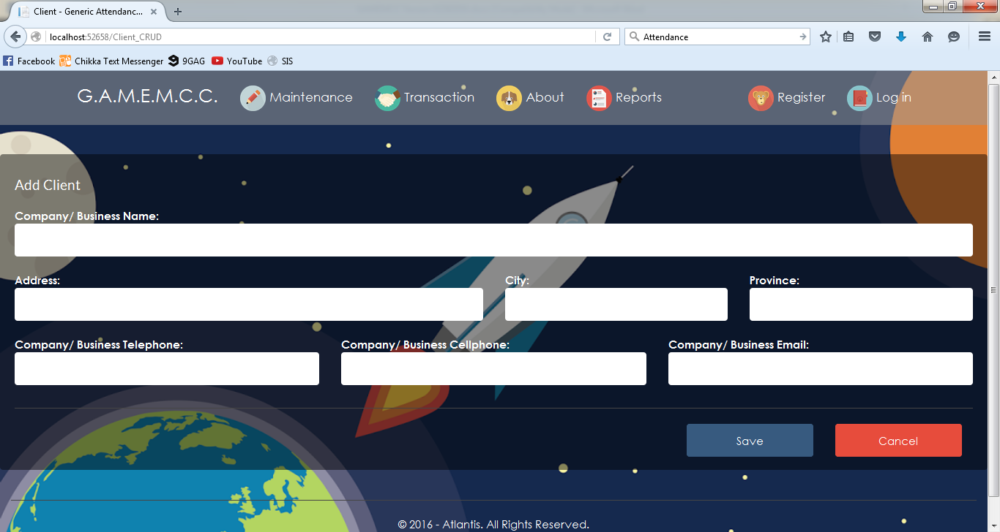 Client - Generic Attendanc...
localhost:52658/Client_CRUD
Attendance
Facebook Chikka Text Messenger 9GAG YouTube SIS
G.A.M.E.M.C.C. Maintenance Transaction About Reports Register Log in
Add Client
Company/ Business Name:
Address: City: Province:
Company/ Business Telephone: Company/ Business Cellphone: Company/ Business Email:
Save Cancel
© 2016 - Atlantis. All Rights Reserved.